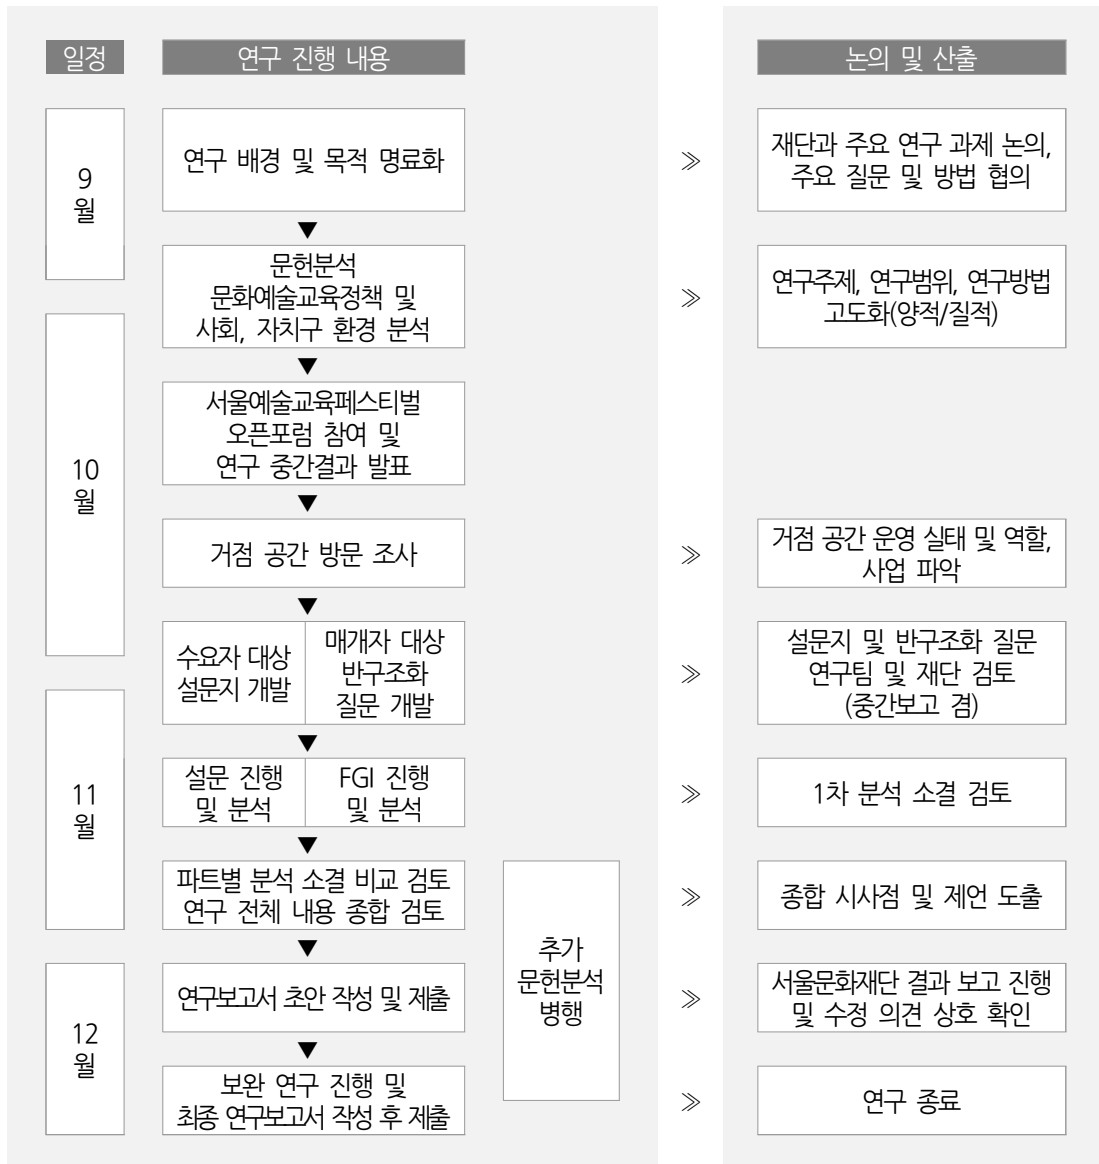 일정
연구 진행 내용
논의 및 산출
9
월
연구 배경 및 목적 명료화
≫
재단과 주요 연구 과제 논의,
주요 질문 및 방법 협의
▼
문헌분석
문화예술교육정책 및
사회, 자치구 환경 분석
≫
연구주제, 연구범위, 연구방법
고도화(양적/질적)
▼
10
월
서울예술교육페스티벌
오픈포럼 참여 및
연구 중간결과 발표
▼
거점 공간 방문 조사
≫
거점 공간 운영 실태 및 역할,
사업 파악
▼
수요자 대상
설문지 개발
매개자 대상
반구조화
질문 개발
≫
설문지 및 반구조화 질문
연구팀 및 재단 검토
(중간보고 겸)
▼
11
월
설문 진행
및 분석
FGI 진행
및 분석
≫
1차 분석 소결 검토
▼
파트별 분석 소결 비교 검토
연구 전체 내용 종합 검토
≫
종합 시사점 및 제언 도출
▼
추가
문헌분석
병행
12
월
연구보고서 초안 작성 및 제출
≫
서울문화재단 결과 보고 진행
및 수정 의견 상호 확인
▼
보완 연구 진행 및
최종 연구보고서 작성 후 제출
≫
연구 종료